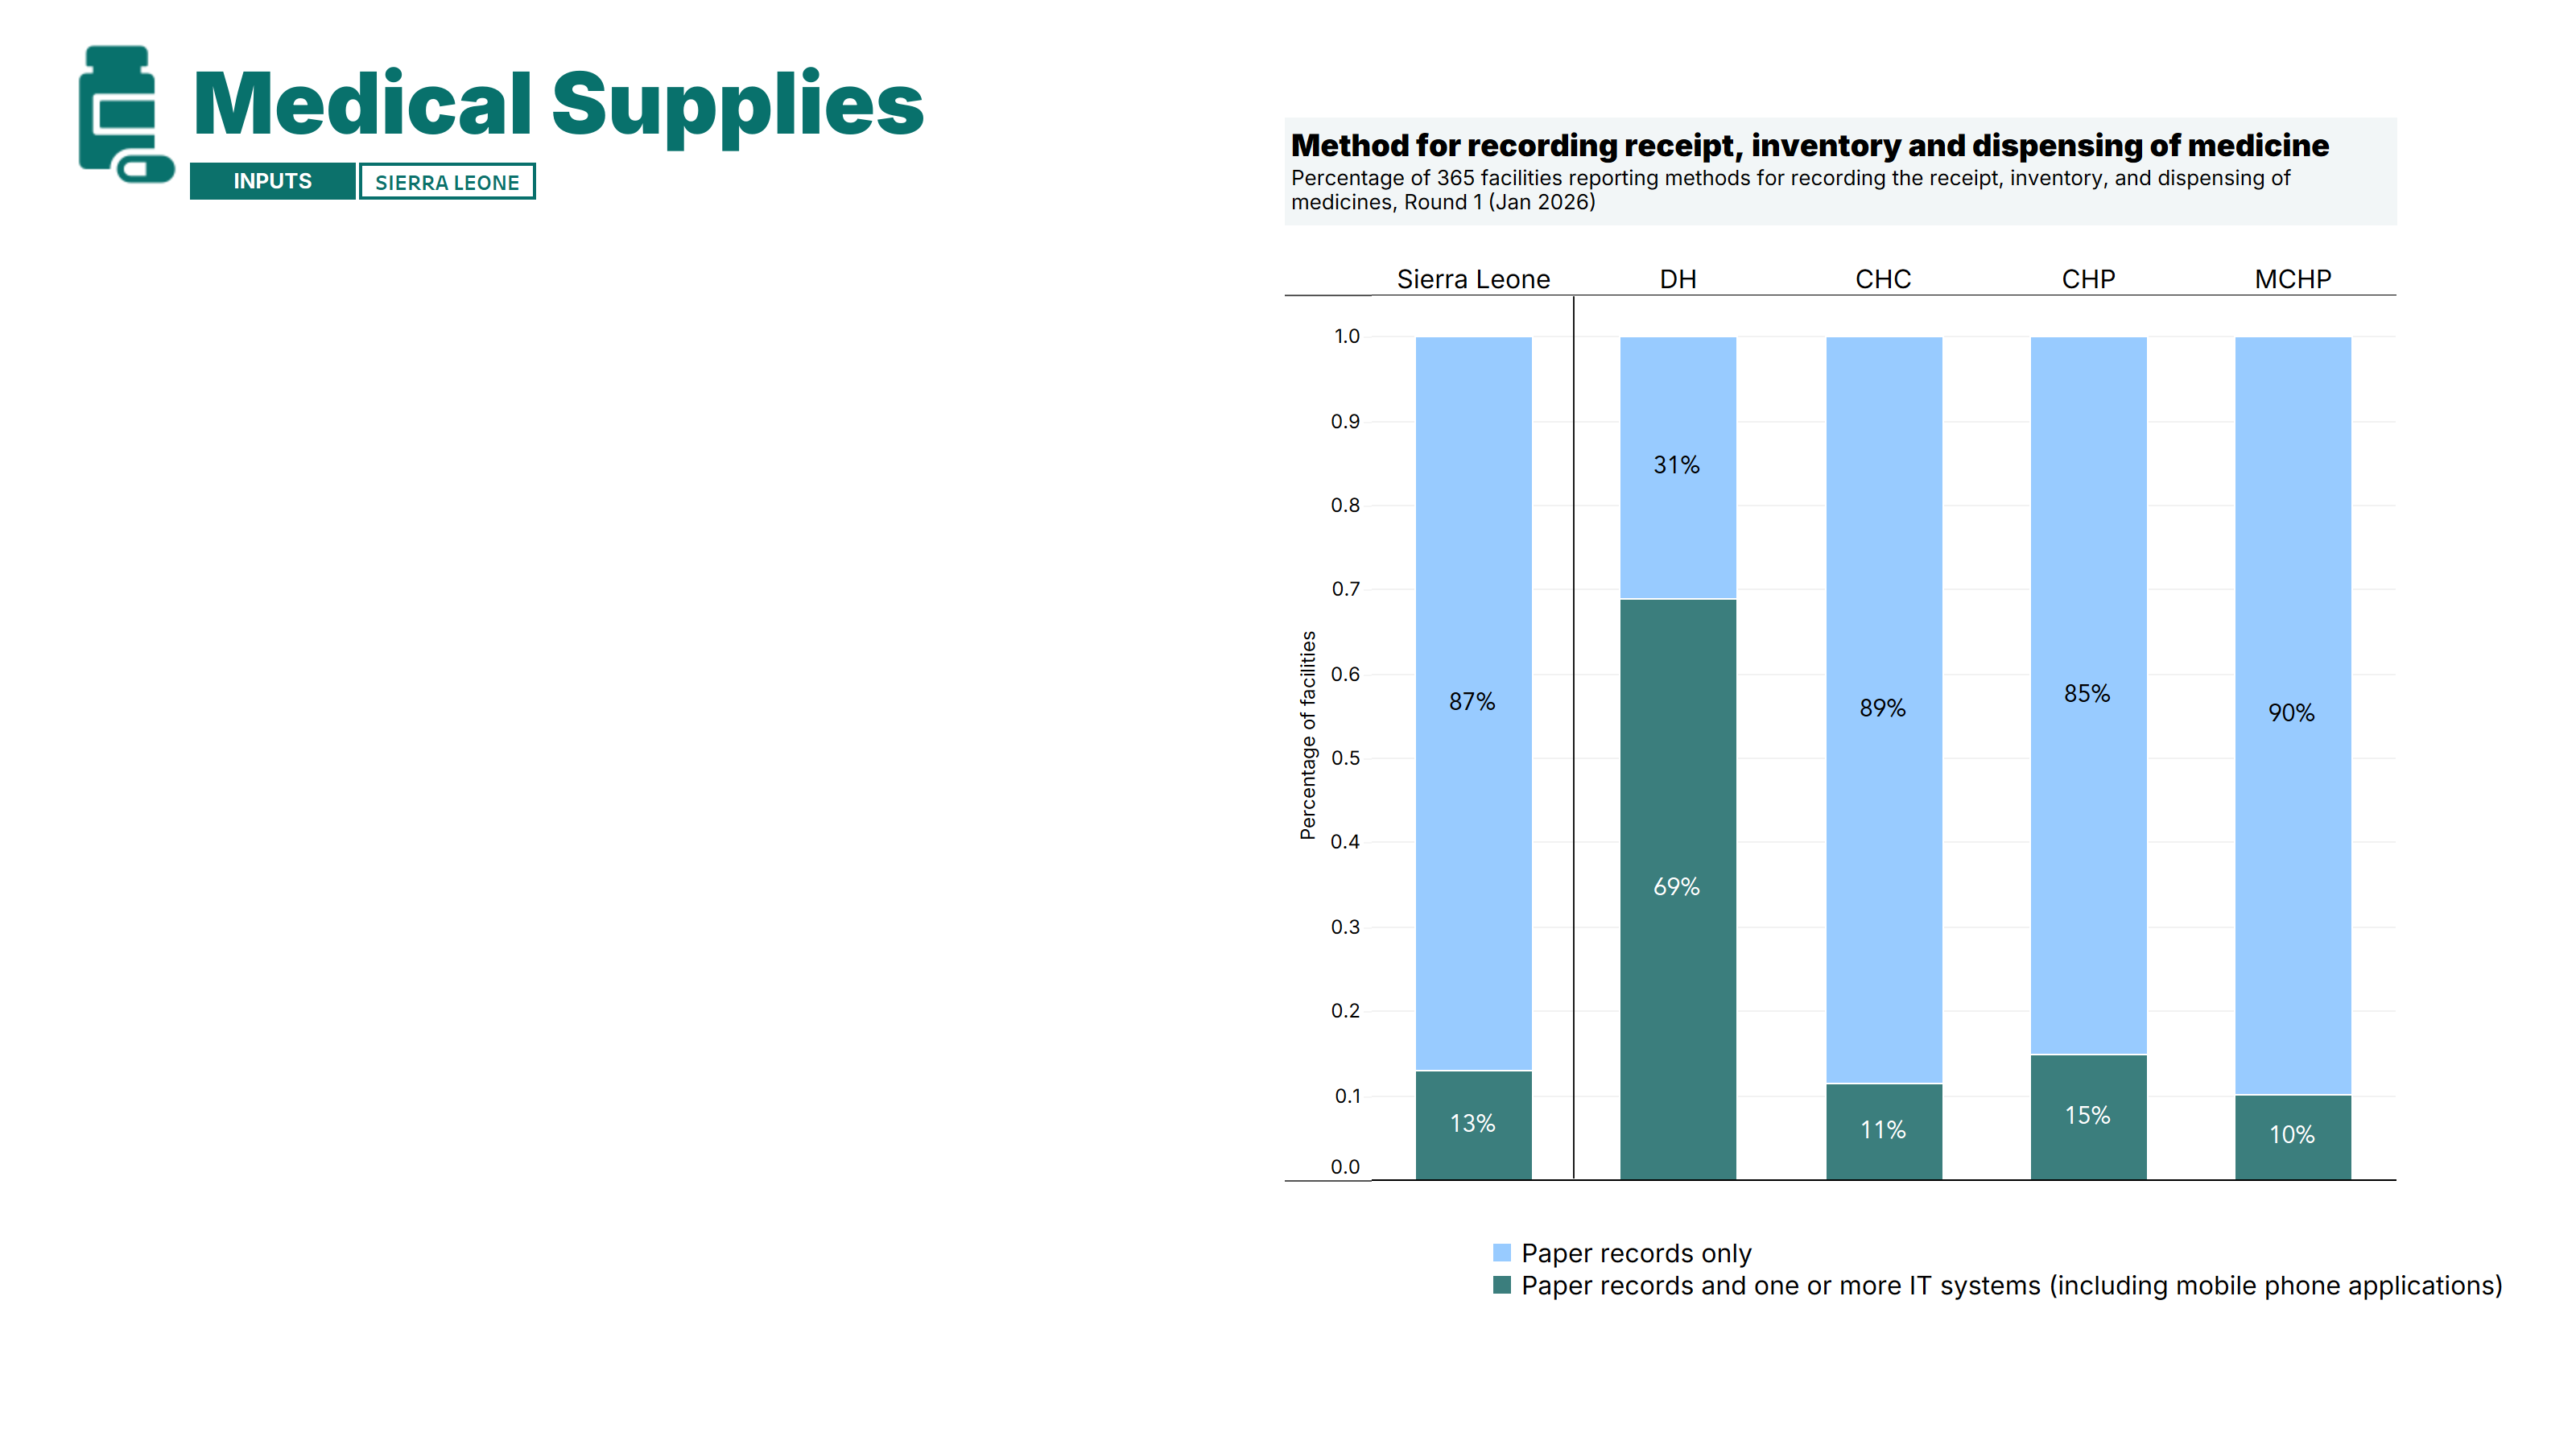 Medical Supplies
INPUTS
SIERRA LEONE
Method for recording receipt, inventory and dispensing of medicine
Percentage of 365 facilities reporting methods for recording the receipt, inventory, and dispensing of
medicines, Round 1 (Jan 2026)
Sierra Leone DH CHC CHP MCHP
Percentage of facilities
1.0
0.9
0.8
0.7
0.6
0.5
0.4
0.3
0.2
0.1
0.0
87%
13%
31%
69%
89%
11%
85%
15%
90%
10%
Paper records only
Paper records and one or more IT systems (including mobile phone applications)